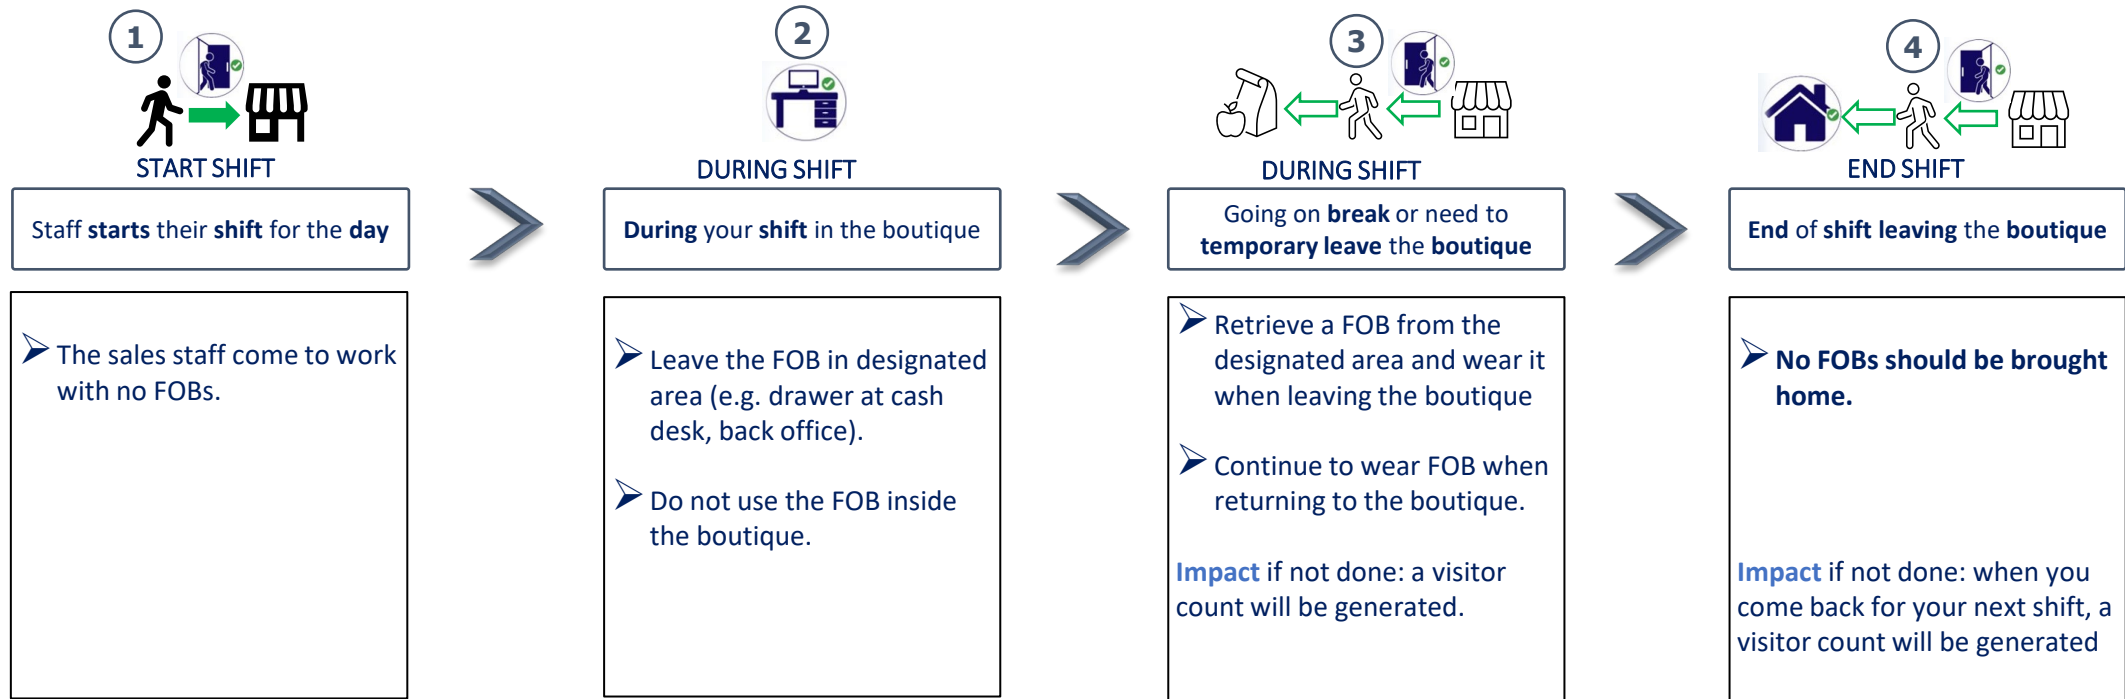 1
START SHIFT
Staff starts their shift for the day
The sales staff come to work
with no FOBs.
2
DURING SHIFT
During your shift in the boutique
Leave the FOB in designated
area (e.g. drawer at cash
desk, back office).
Do not use the FOB inside
the boutique.
3
DURING SHIFT
Going on break or need to
temporary leave the boutique
Retrieve a FOB from the
designated area and wear it
when leaving the boutique
Continue to wear FOB when
returning to the boutique.
Impact if not done: a visitor
count will be generated.
4
END SHIFT
End of shift leaving the boutique
No FOBs should be brought
home.
Impact if not done: when you
come back for your next shift, a
visitor count will be generated